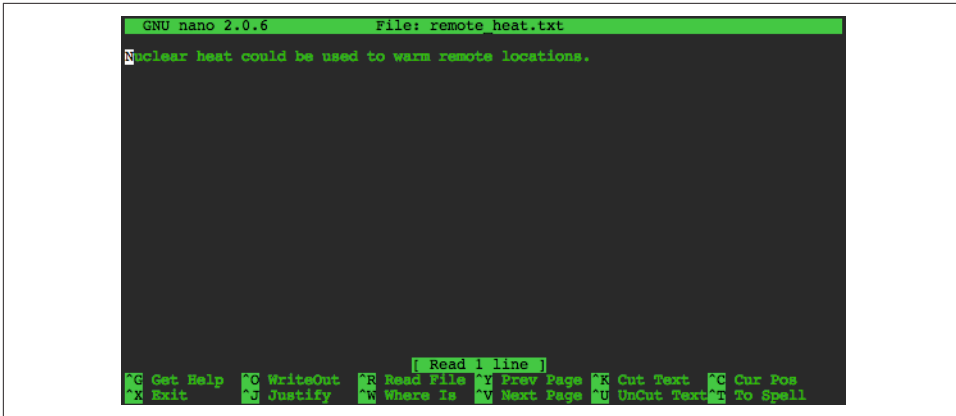 GNU nano 2.0.6 File: remote_heat.txt
Nuclear heat could be used to warm remote locations.
[ Read 1 line ]
^G Get Help ^O WriteOut ^R Read File ^Y Prev Page ^K Cut Text ^C Cur Pos
^X Exit ^J Justify ^W Where Is ^V Next Page ^U UnCut Text ^T To Spell